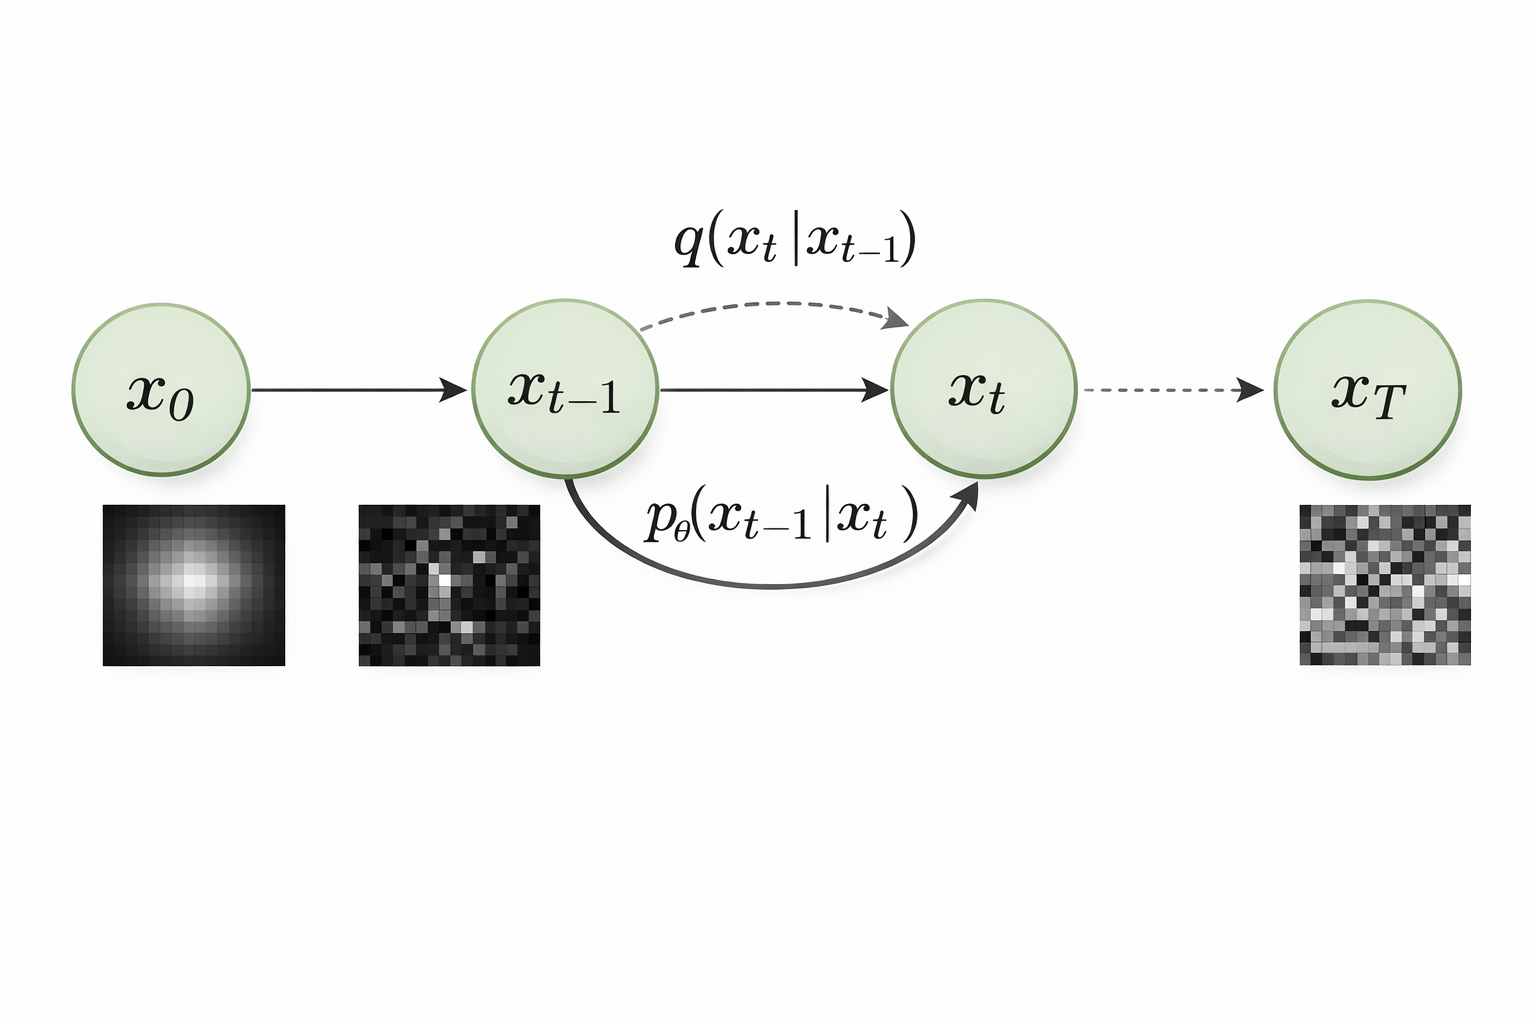 q(x_t | x_{t−1})
x_0
x_{t−1}
x_t
x_T
p_θ(x_{t−1} | x_t )